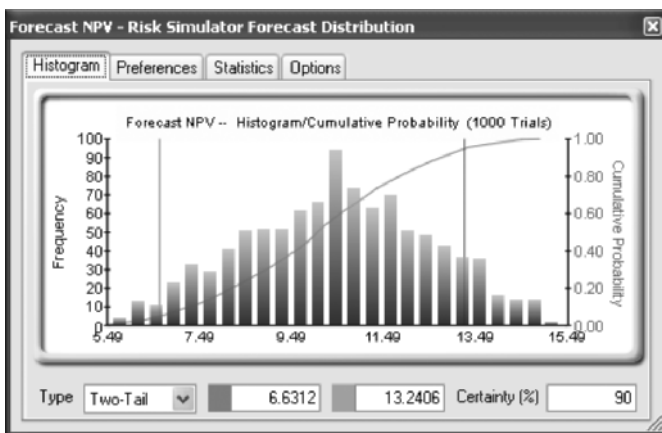 Forecast NPV - Risk Simulator Forecast Distribution
Histogram Preferences Statistics Options
Forecast NPV -- Histogram/Cumulative Probability (1000 Trials)
100
90
80
70
60
50
40
30
20
10
0
Frequency
1.00
0.80
0.60
0.40
0.20
0.00
Cumulative Probability
5.49 7.49 9.49 11.49 13.49 15.49
Type Two-Tail 6.6312 13.2406 Certainty (%) 90